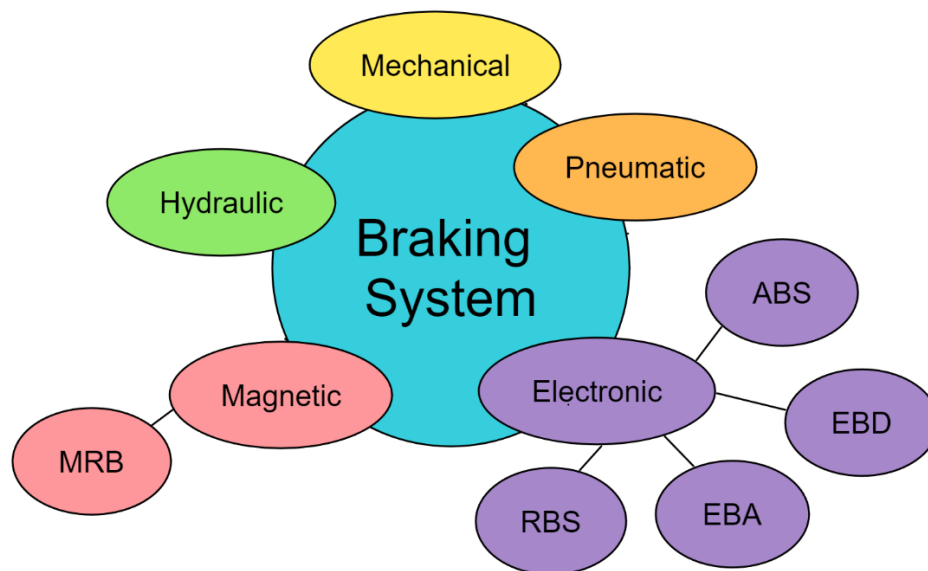 Mechanical
Pneumatic
Hydraulic
Braking
System
ABS
Magnetic
Electronic
EBD
MRB
RBS
EBA